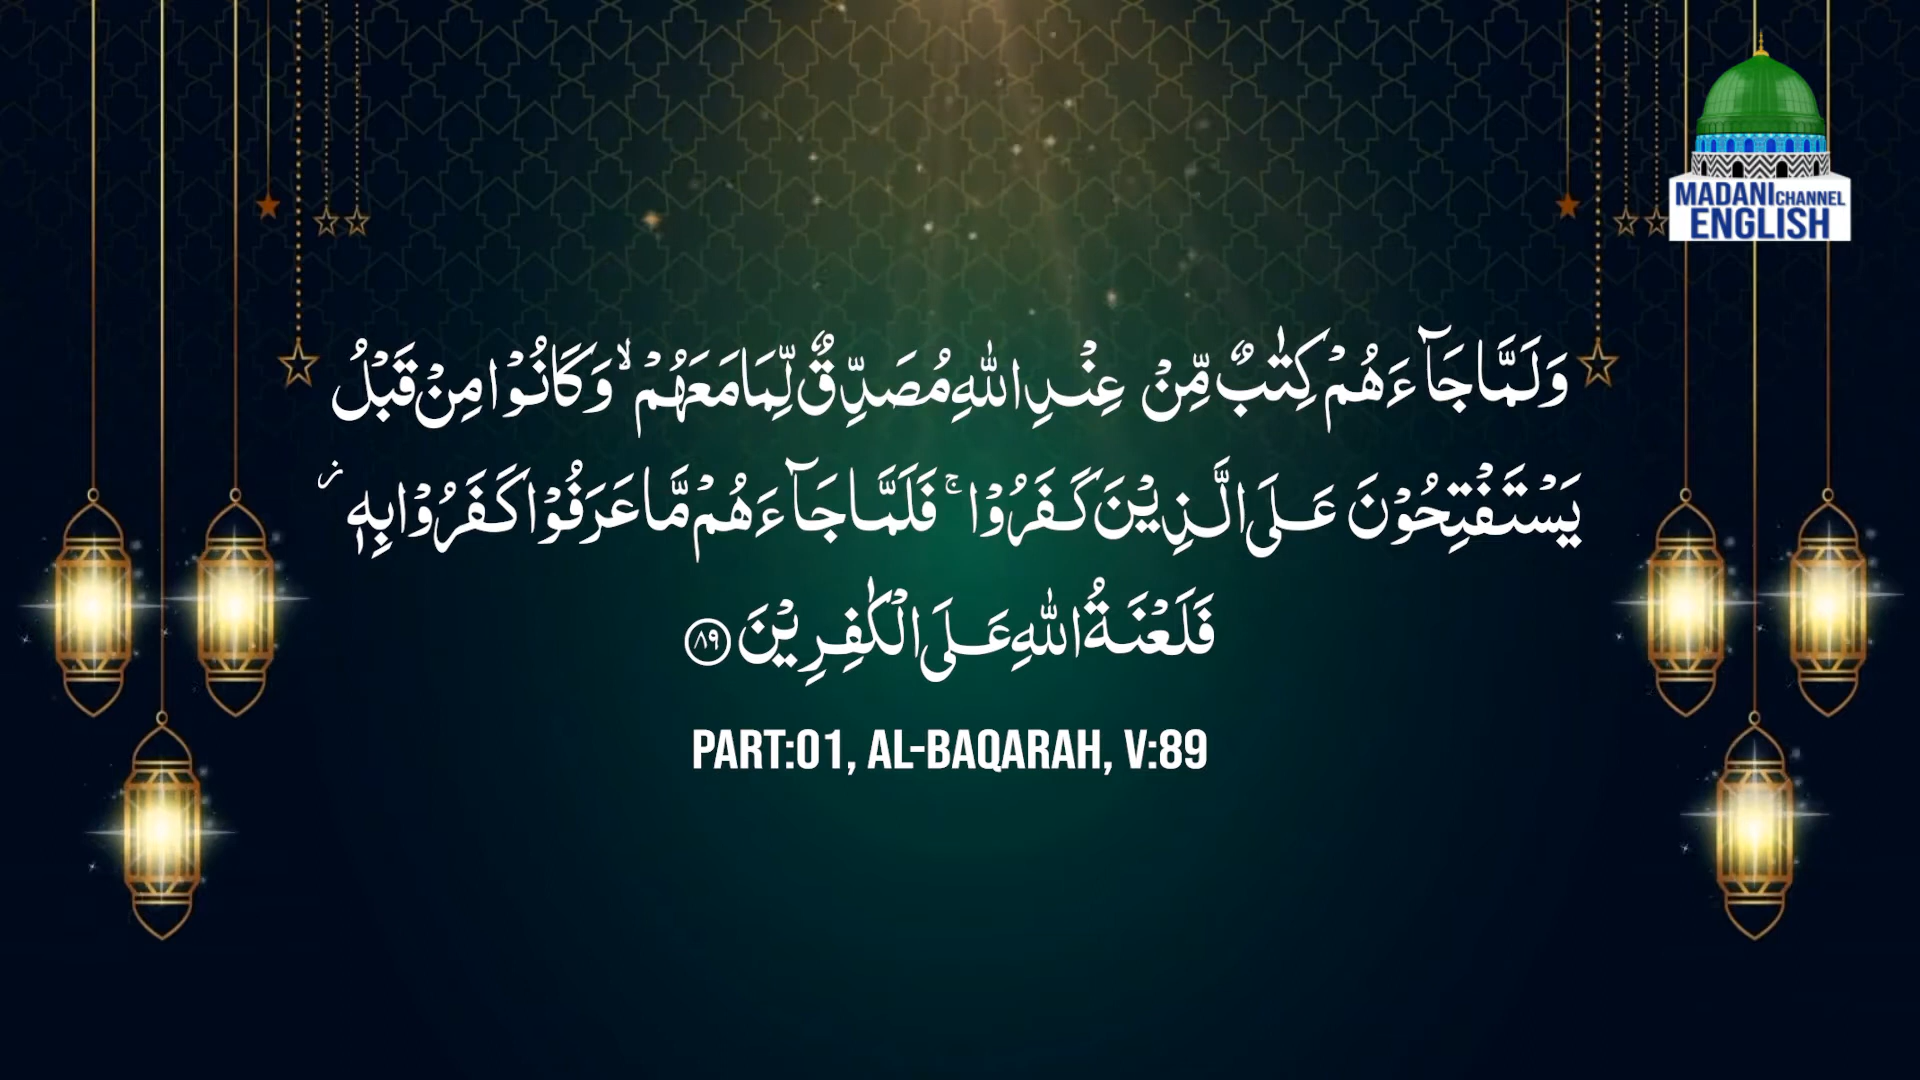 MADANI CHANNEL
ENGLISH
وَلَمَّا جَآءَهُمْ كِتٰبٌ مِّنْ عِنْدِ اللّٰهِ مُصَدِّقٌ لِّمَا مَعَهُمْ ۙ وَكَانُوْا مِنْ قَبْلُ
يَسْتَفْتِحُوْنَ عَلَى الَّذِيْنَ كَفَرُوْا ۚ فَلَمَّا جَآءَهُمْ مَّا عَرَفُوْا كَفَرُوْا بِهٖ ؗ
فَلَعْنَةُ اللّٰهِ عَلَى الْكٰفِرِيْنَ ﴿۸۹﴾
PART:01, AL-BAQARAH, V:89